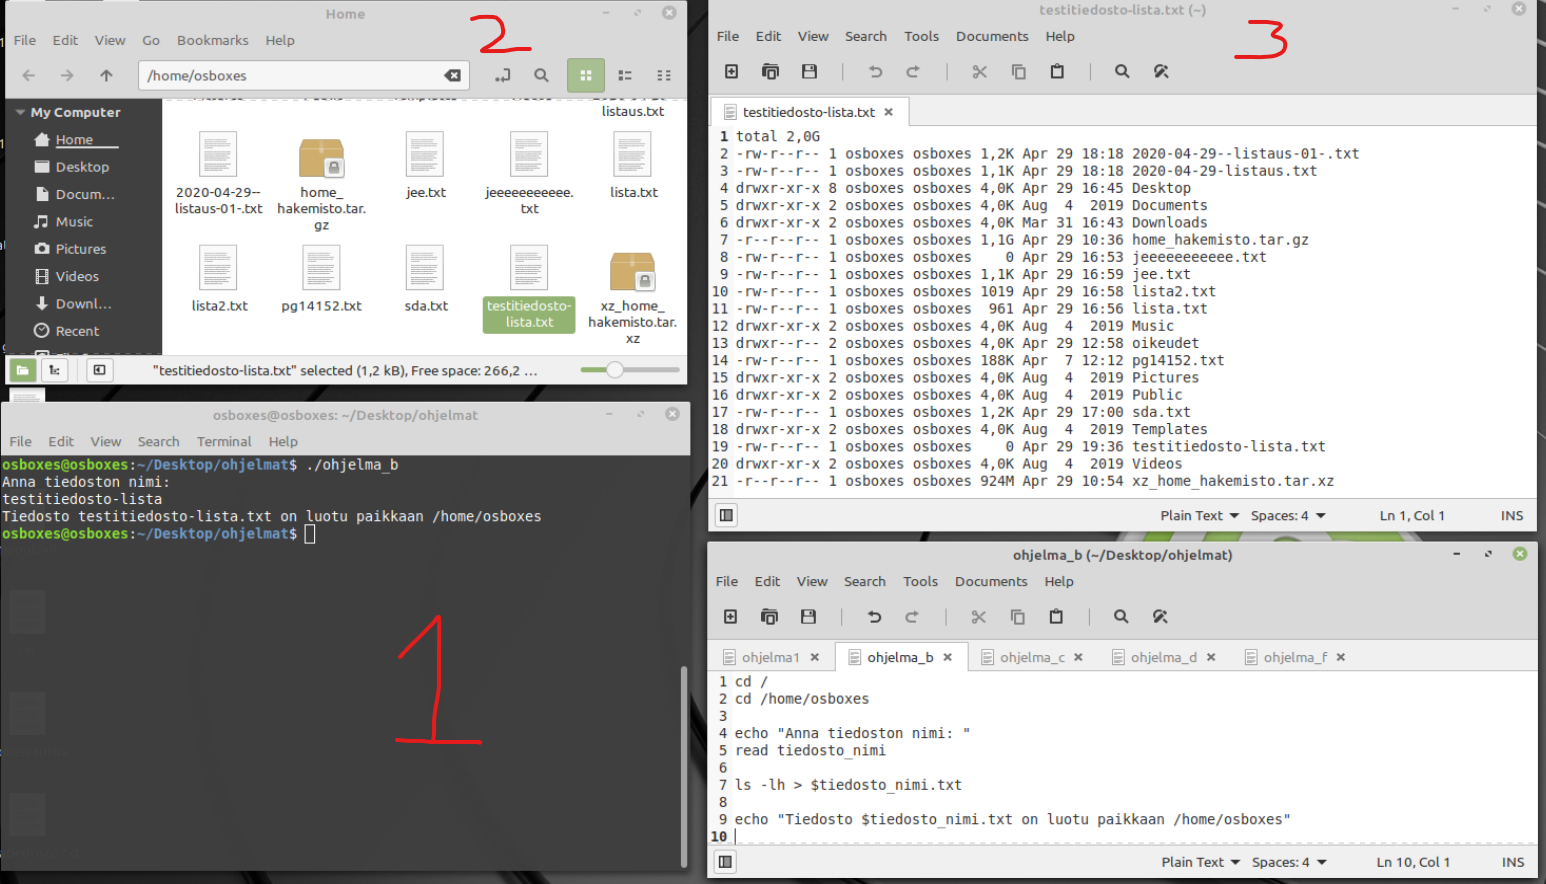 Home
2
File Edit View Go Bookmarks Help
/home/osboxes
My Computer
Home
Desktop
Docum...
Music
Pictures
Videos
Downl...
Recent
listaus.txt
2020-04-29--
listaus-01-.txt
home_
hakemisto.tar.
gz
jee.txt
jeeeeeeeeeee.
txt
lista.txt
lista2.txt
pg14152.txt
sda.txt
testitiedosto-
lista.txt
xz_home_
hakemisto.tar.
xz
"testitiedosto-lista.txt" selected (1,2 kB), Free space: 266,2 ...
osboxes@osboxes: ~/Desktop/ohjelmat
File Edit View Search Terminal Help
osboxes@osboxes:~/Desktop/ohjelmat$ ./ohjelma_b
Anna tiedoston nimi:
testitiedosto-lista
Tiedosto testitiedosto-lista.txt on luotu paikkaan /home/osboxes
osboxes@osboxes:~/Desktop/ohjelmat$
1
testitiedosto-lista.txt (~)
3
File Edit View Search Tools Documents Help
testitiedosto-lista.txt
1 total 2,0G
2 -rw-r--r-- 1 osboxes osboxes 1,2K Apr 29 18:18 2020-04-29--listaus-01-.txt
3 -rw-r--r-- 1 osboxes osboxes 1,1K Apr 29 18:18 2020-04-29-listaus.txt
4 drwxr-xr-x 8 osboxes osboxes 4,0K Apr 29 16:45 Desktop
5 drwxr-xr-x 2 osboxes osboxes 4,0K Aug  4  2019 Documents
6 drwxr-xr-x 2 osboxes osboxes 4,0K Mar 31 16:43 Downloads
7 -r--r--r-- 1 osboxes osboxes 1,1G Apr 29 10:36 home_hakemisto.tar.gz
8 -rw-r--r-- 1 osboxes osboxes    0 Apr 29 16:53 jeeeeeeeeeee.txt
9 -rw-r--r-- 1 osboxes osboxes 1,1K Apr 29 16:59 jee.txt
10 -rw-r--r-- 1 osboxes osboxes 1019 Apr 29 16:58 lista2.txt
11 -rw-r--r-- 1 osboxes osboxes  961 Apr 29 16:56 lista.txt
12 drwxr-xr-x 2 osboxes osboxes 4,0K Aug  4  2019 Music
13 drwxr--r-- 2 osboxes osboxes 4,0K Apr 29 12:58 oikeudet
14 -rw-r--r-- 1 osboxes osboxes 188K Apr  7 12:12 pg14152.txt
15 drwxr-xr-x 2 osboxes osboxes 4,0K Aug  4  2019 Pictures
16 drwxr-xr-x 2 osboxes osboxes 4,0K Aug  4  2019 Public
17 -rw-r--r-- 1 osboxes osboxes 1,2K Apr 29 17:00 sda.txt
18 drwxr-xr-x 2 osboxes osboxes 4,0K Aug  4  2019 Templates
19 -rw-r--r-- 1 osboxes osboxes    0 Apr 29 19:36 testitiedosto-lista.txt
20 drwxr-xr-x 2 osboxes osboxes 4,0K Aug  4  2019 Videos
21 -r--r--r-- 1 osboxes osboxes 924M Apr 29 10:54 xz_home_hakemisto.tar.xz
Plain Text Spaces: 4 Ln 1, Col 1 INS
ohjelma_b (~/Desktop/ohjelmat)
File Edit View Search Tools Documents Help
ohjelma1 ohjelma_b ohjelma_c ohjelma_d ohjelma_f
1 cd /
2 cd /home/osboxes
3
4 echo "Anna tiedoston nimi: "
5 read tiedosto_nimi
6
7 ls -lh > $tiedosto_nimi.txt
8
9 echo "Tiedosto $tiedosto_nimi.txt on luotu paikkaan /home/osboxes"
10
Plain Text Spaces: 4 Ln 10, Col 1 INS